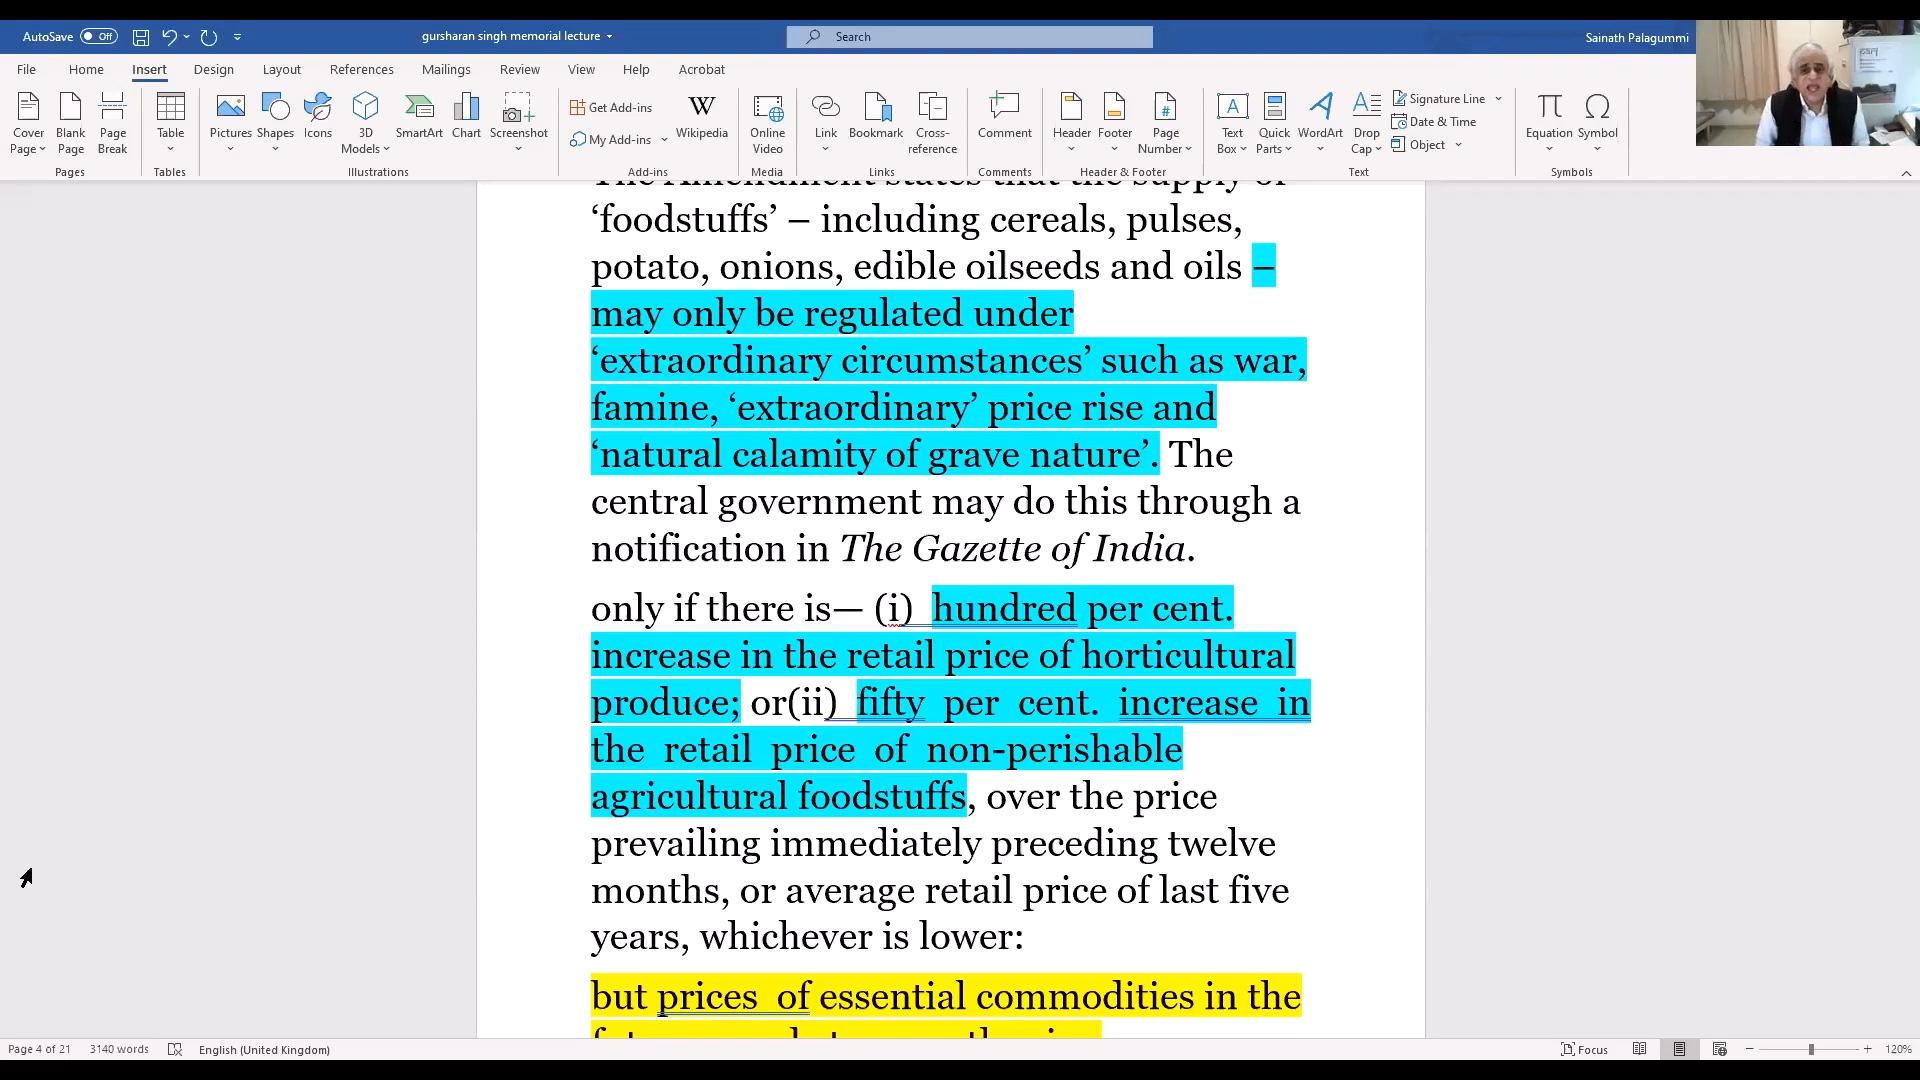 AutoSave Off
gursharan singh memorial lecture
Search
Sainath Palagummi
File Home Insert Design Layout References Mailings Review View Help Acrobat
Cover Page
Blank Page
Page Break
Table
Pictures
Shapes
Icons
3D Models
SmartArt
Chart
Screenshot
Get Add-ins
My Add-ins
Wikipedia
Online Video
Link
Bookmark
Cross-reference
Comment
Header
Footer
Page Number
Text Box
Quick Parts
WordArt
Drop Cap
Signature Line
Date & Time
Object
Equation
Symbol
Pages Tables Illustrations Add-ins Media Links Comments Header & Footer Text Symbols
The Amendment states that the supply of
‘foodstuffs’ – including cereals, pulses,
potato, onions, edible oilseeds and oils –
may only be regulated under
‘extraordinary circumstances’ such as war,
famine, ‘extraordinary’ price rise and
‘natural calamity of grave nature’. The
central government may do this through a
notification in The Gazette of India.
only if there is— (i) hundred per cent.
increase in the retail price of horticultural
produce; or(ii) fifty per cent. increase in
the retail price of non-perishable
agricultural foodstuffs, over the price
prevailing immediately preceding twelve
months, or average retail price of last five
years, whichever is lower:
but prices of essential commodities in the
Page 4 of 21 3140 words English (United Kingdom) Focus 120%